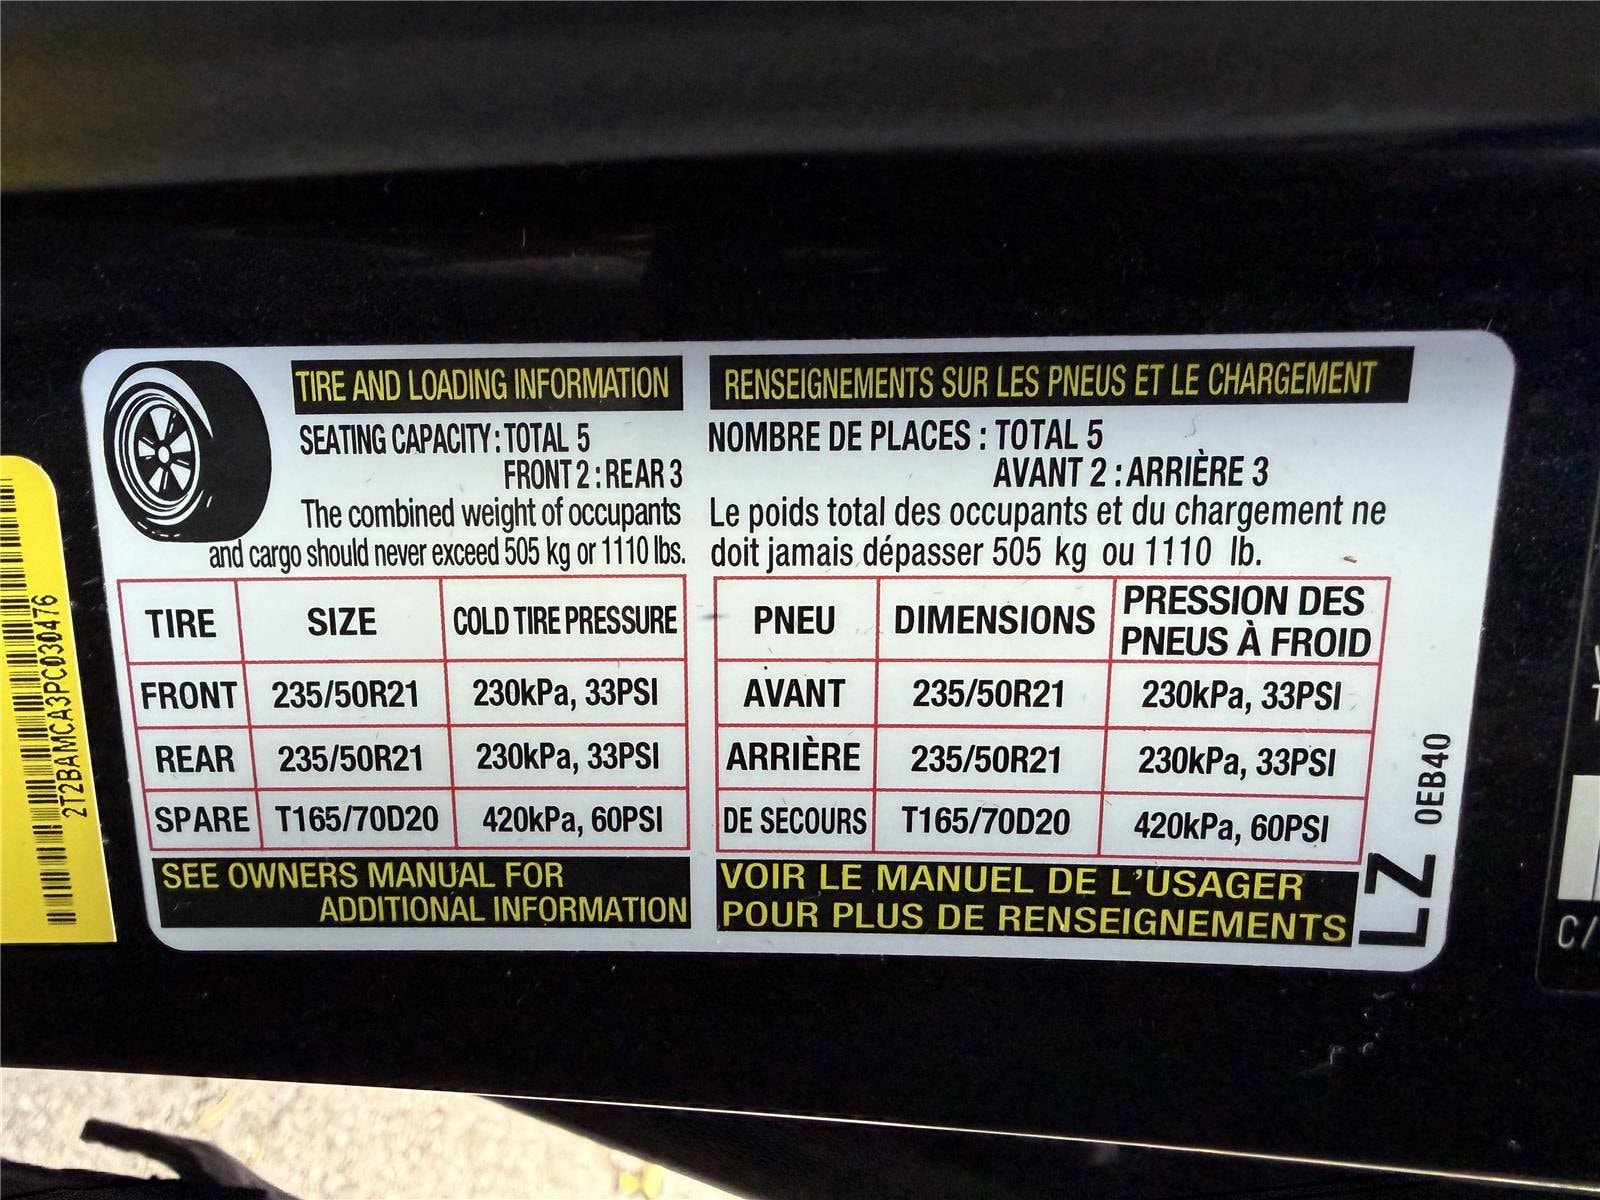 TIRE AND LOADING INFORMATION
SEATING CAPACITY: TOTAL 5
FRONT 2 : REAR 3
The combined weight of occupants
and cargo should never exceed 505 kg or 1110 lbs.
TIRE SIZE COLD TIRE PRESSURE
FRONT 235/50R21 230kPa, 33PSI
REAR 235/50R21 230kPa, 33PSI
SPARE T165/70D20 420kPa, 60PSI
SEE OWNERS MANUAL FOR
ADDITIONAL INFORMATION
RENSEIGNEMENTS SUR LES PNEUS ET LE CHARGEMENT
NOMBRE DE PLACES : TOTAL 5
AVANT 2 : ARRIÈRE 3
Le poids total des occupants et du chargement ne
doit jamais dépasser 505 kg ou 1110 lb.
PNEU DIMENSIONS PRESSION DES
PNEUS À FROID
AVANT 235/50R21 230kPa, 33PSI
ARRIÈRE 235/50R21 230kPa, 33PSI
DE SECOURS T165/70D20 420kPa, 60PSI
VOIR LE MANUEL DE L'USAGER
POUR PLUS DE RENSEIGNEMENTS
LZ 0EB40
2T2BAMCA3PC030476
C/